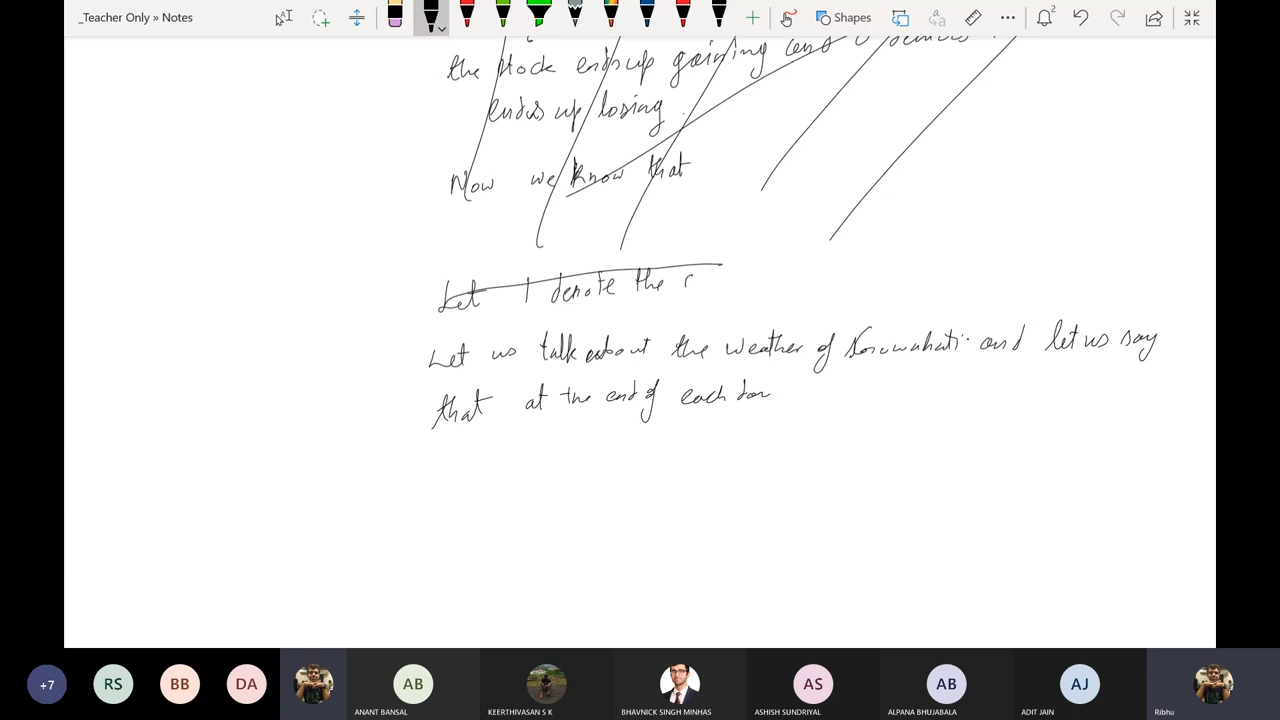 _Teacher Only » Notes
Shapes
the stock ends up gaining and
ends up losing
Now we know that
Let 1 denote the r
Let us talk about the weather of Guwahati and let us say
that at the end of each
+7
RS
BB
DA
AB
AS
AB
AJ
ANANT BANSAL
KEERTHIVASAN S K
BHAVNICK SINGH MINHAS
ASHISH SUNDRIYAL
ALPANA BHUJABALA
ADIT JAIN
Ribhu